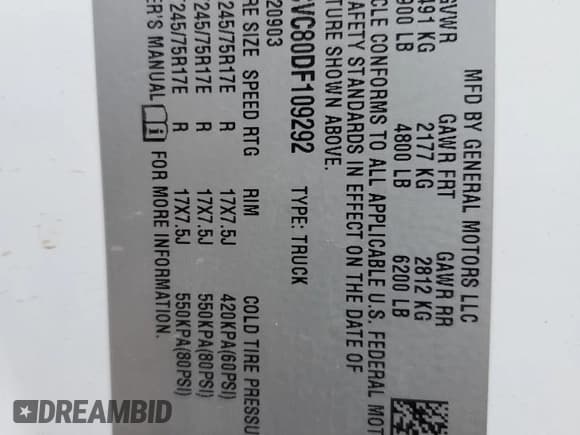 MFD BY GENERAL MOTORS LLC
GVWR GAWR FRT GAWR RR
491 KG 2177 KG 2812 KG
900 LB 4800 LB 6200 LB
CLE CONFORMS TO ALL APPLICABLE U.S. FEDERAL MOT
SAFETY STANDARDS IN EFFECT ON THE DATE OF
TURE SHOWN ABOVE.
VC80DF109292 TYPE: TRUCK
20903
RE SIZE SPEED RTG RIM COLD TIRE PRESSU
245/75R17E R 17X7.5J 420KPA(60PSI)
245/75R17E R 17X7.5J 550KPA(80PSI)
245/75R17E R 17X7.5J 550KPA(80PSI)
ER'S MANUAL i FOR MORE INFORMATION.
DREAMBID